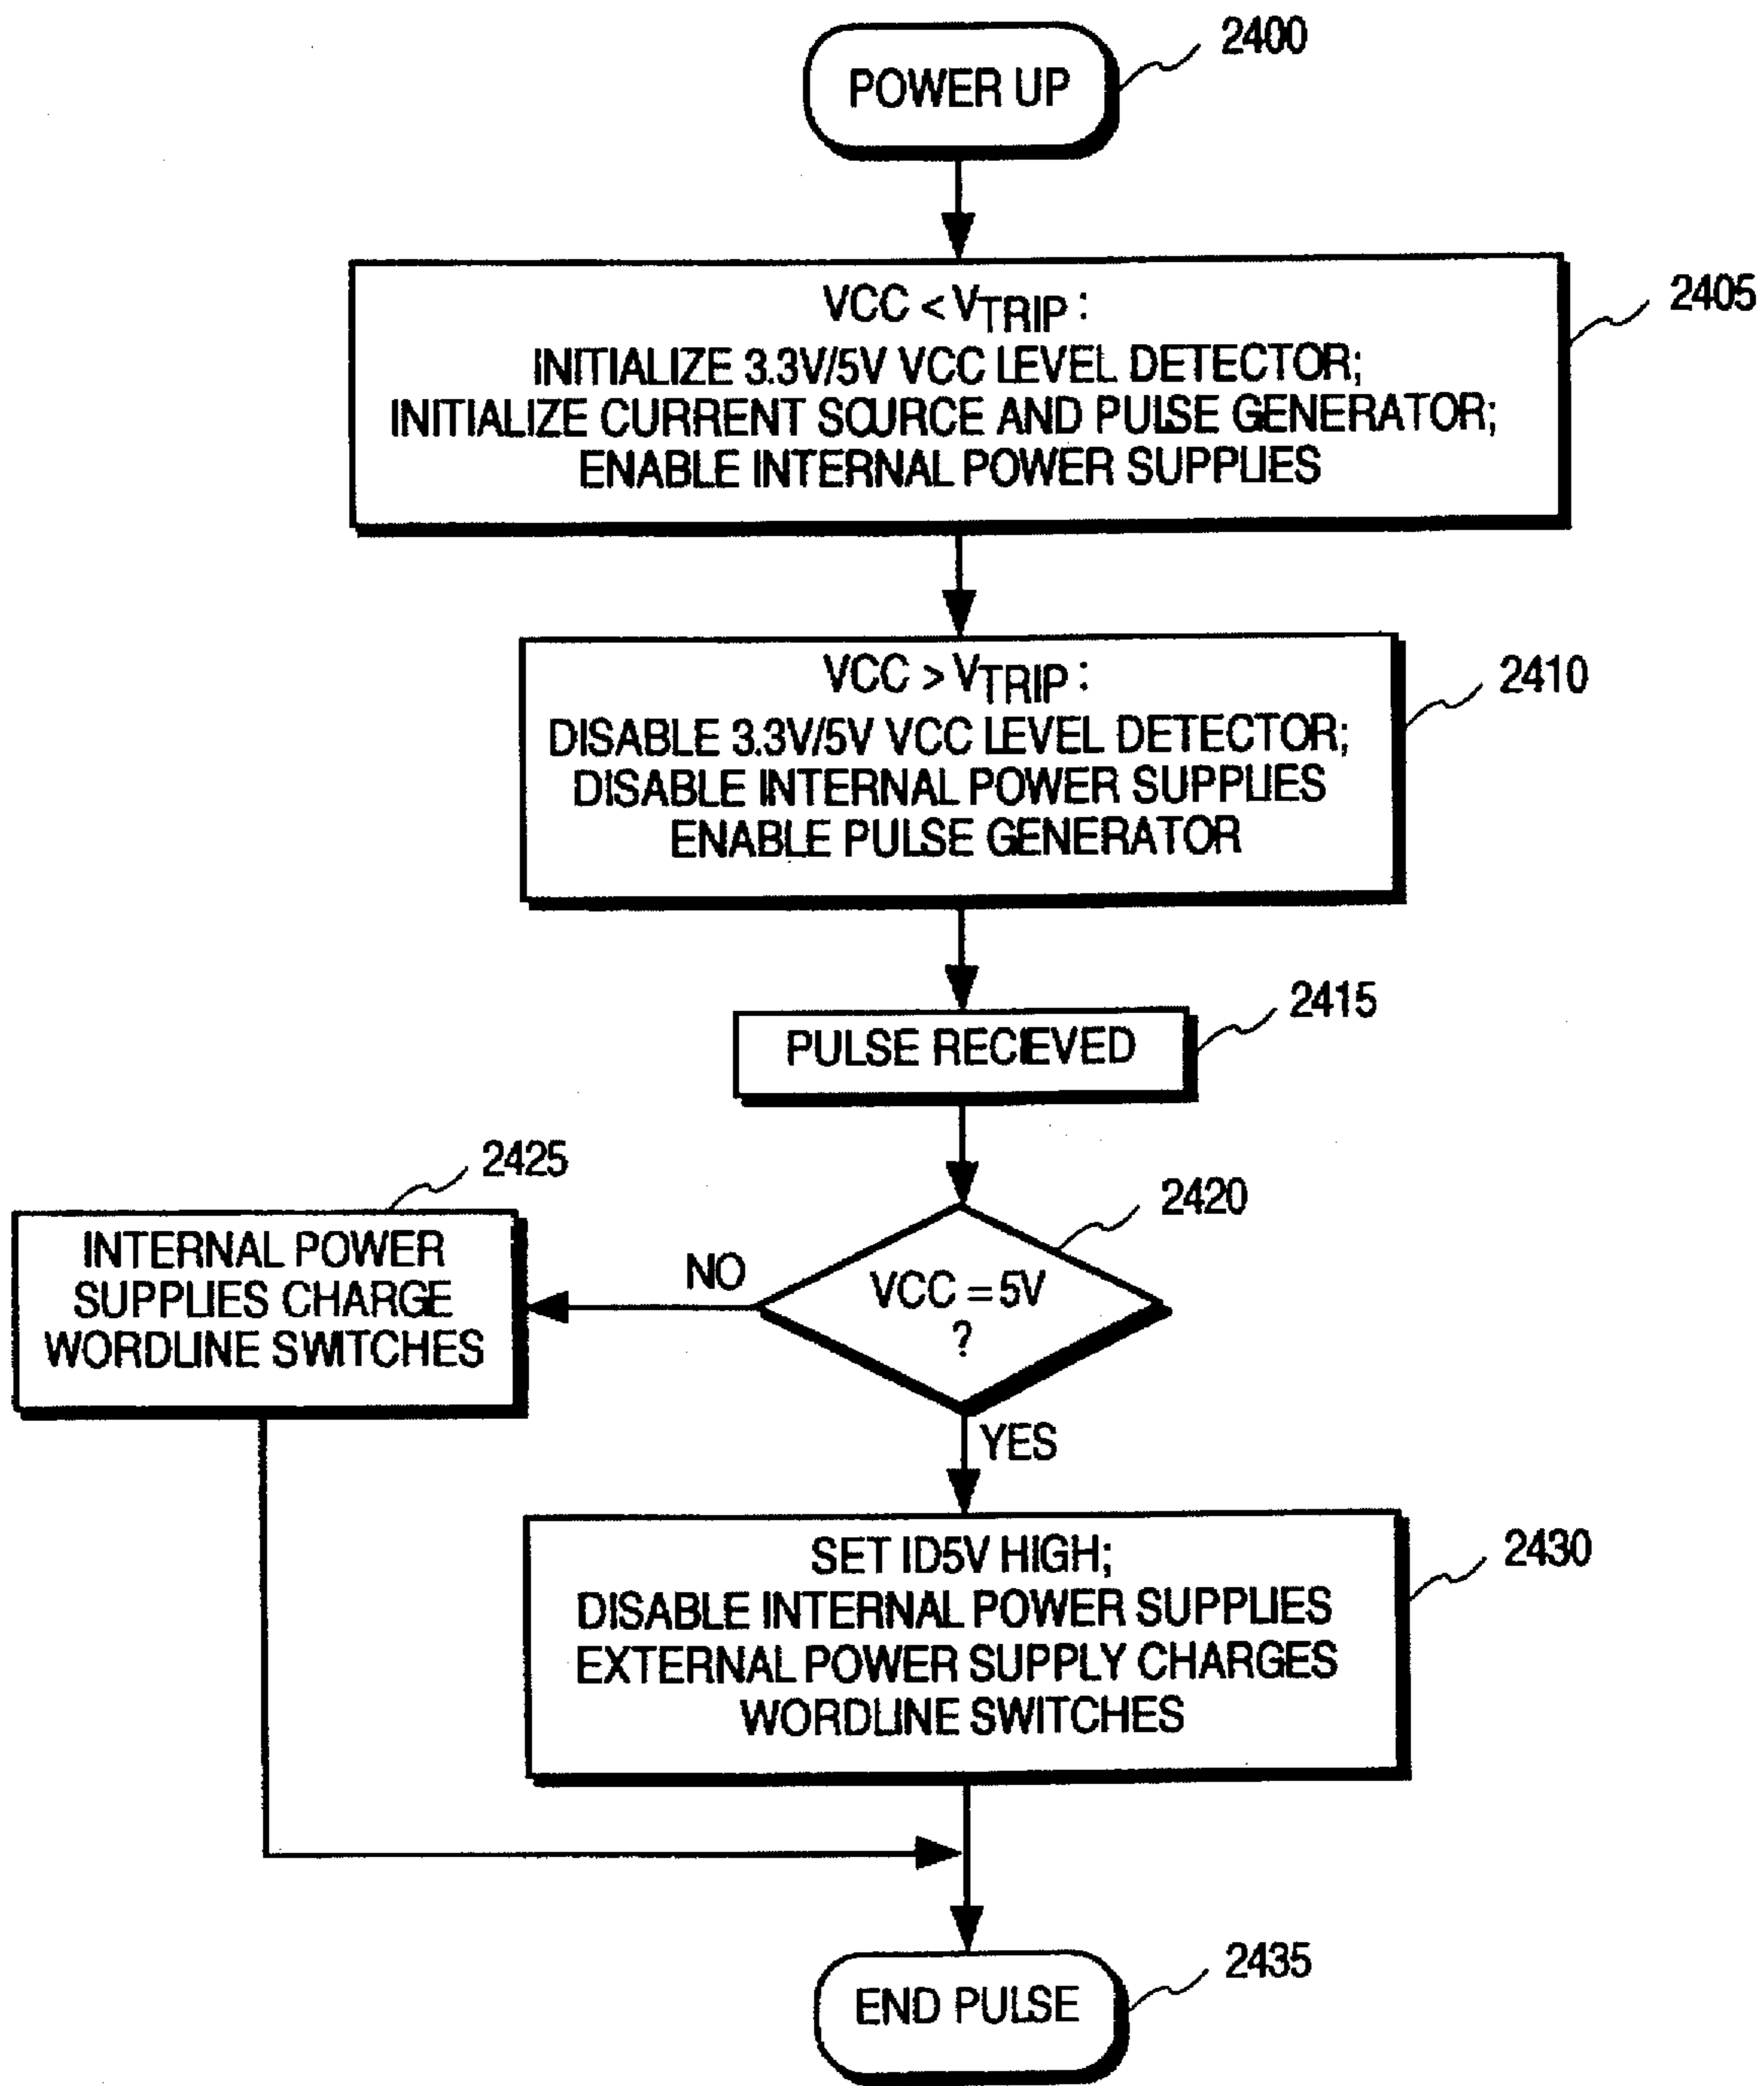 2400
POWER UP
2405
VCC < VTRIP :
INITIALIZE 3.3V/5V VCC LEVEL DETECTOR;
INITIALIZE CURRENT SOURCE AND PULSE GENERATOR;
ENABLE INTERNAL POWER SUPPLIES
2410
VCC > VTRIP :
DISABLE 3.3V/5V VCC LEVEL DETECTOR;
DISABLE INTERNAL POWER SUPPLIES
ENABLE PULSE GENERATOR
2415
PULSE RECIEVED
2425
INTERNAL POWER
SUPPLIES CHARGE
WORDLINE SWITCHES
NO
2420
VCC = 5V
?
YES
2430
SET ID5V HIGH;
DISABLE INTERNAL POWER SUPPLIES
EXTERNAL POWER SUPPLY CHARGES
WORDLINE SWITCHES
2435
END PULSE